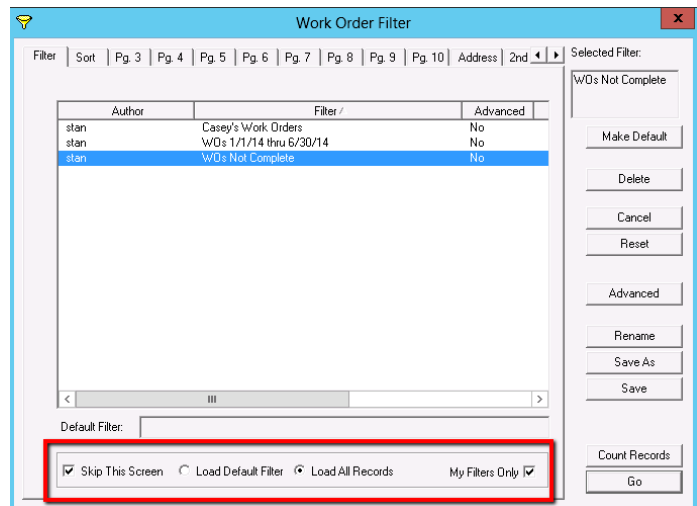 Work Order Filter
x
Filter Sort Pg. 3 Pg. 4 Pg. 5 Pg. 6 Pg. 7 Pg. 8 Pg. 9 Pg. 10 Address 2nd
Selected Filter:
WOs Not Complete
Author Filter Advanced
stan Casey's Work Orders No
stan WOs 1/1/14 thru 6/30/14 No
stan WOs Not Complete No
Make Default
Delete
Cancel
Reset
Advanced
Rename
Save As
Save
Default Filter:
Skip This Screen Load Default Filter Load All Records My Filters Only
Count Records
Go